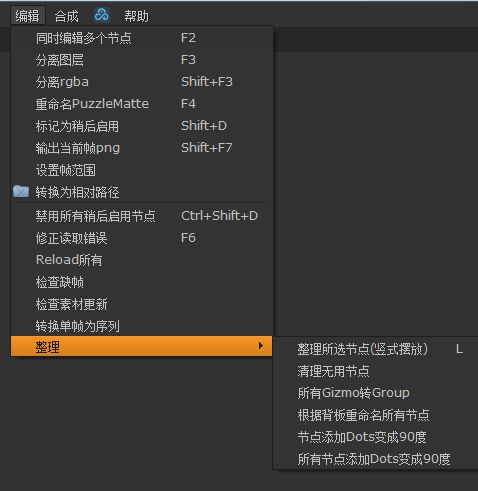 编辑 合成 帮助
同时编辑多个节点 F2
分离图层 F3
分离rgba Shift+F3
重命名PuzzleMatte F4
标记为稍后启用 Shift+D
输出当前帧png Shift+F7
设置帧范围
转换为相对路径
禁用所有稍后启用节点 Ctrl+Shift+D
修正读取错误 F6
Reload所有
检查缺帧
检查素材更新
转换单帧为序列
整理
整理所选节点(竖式摆放) L
清理无用节点
所有Gizmo转Group
根据背板重命名所有节点
节点添加Dots变成90度
所有节点添加Dots变成90度